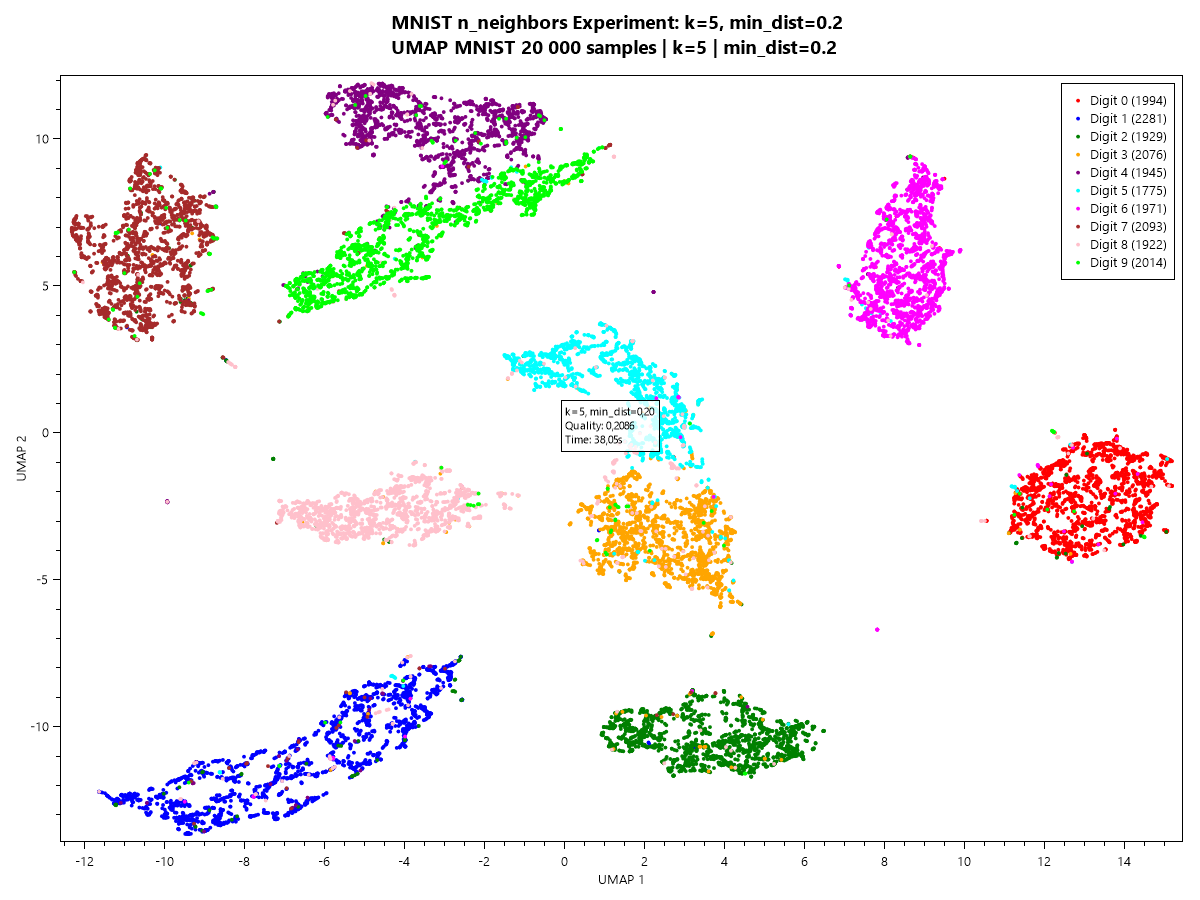 MNIST n_neighbors Experiment: k=5, min_dist=0.2
UMAP MNIST 20 000 samples | k=5 | min_dist=0.2
Digit 0 (1994)
Digit 1 (2281)
Digit 2 (1929)
Digit 3 (2076)
Digit 4 (1945)
Digit 5 (1775)
Digit 6 (1971)
Digit 7 (2093)
Digit 8 (1922)
Digit 9 (2014)
10
5
0
-5
-10
UMAP 2
k=5, min_dist=0,20
Quality: 0,2086
Time: 38,05s
-12 -10 -8 -6 -4 -2 0 2 4 6 8 10 12 14
UMAP 1